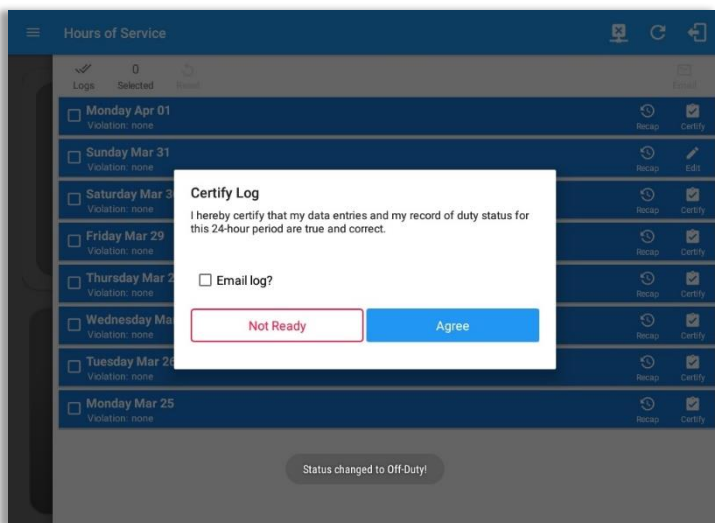 Hours of Service
Logs
0
Selected
Reset
Email
Monday Apr 01
Violation: none
Recap
Certify
Sunday Mar 31
Violation: none
Recap
Edit
Saturday Mar 3
Violation: none
Recap
Certify
Friday Mar 29
Violation: none
Recap
Certify
Thursday Mar 2
Violation: none
Recap
Certify
Wednesday Ma
Violation: none
Recap
Certify
Tuesday Mar 26
Violation: none
Recap
Certify
Monday Mar 25
Violation: none
Recap
Certify
Certify Log
I hereby certify that my data entries and my record of duty status for
this 24-hour period are true and correct.
Email log?
Not Ready
Agree
Status changed to Off-Duty!